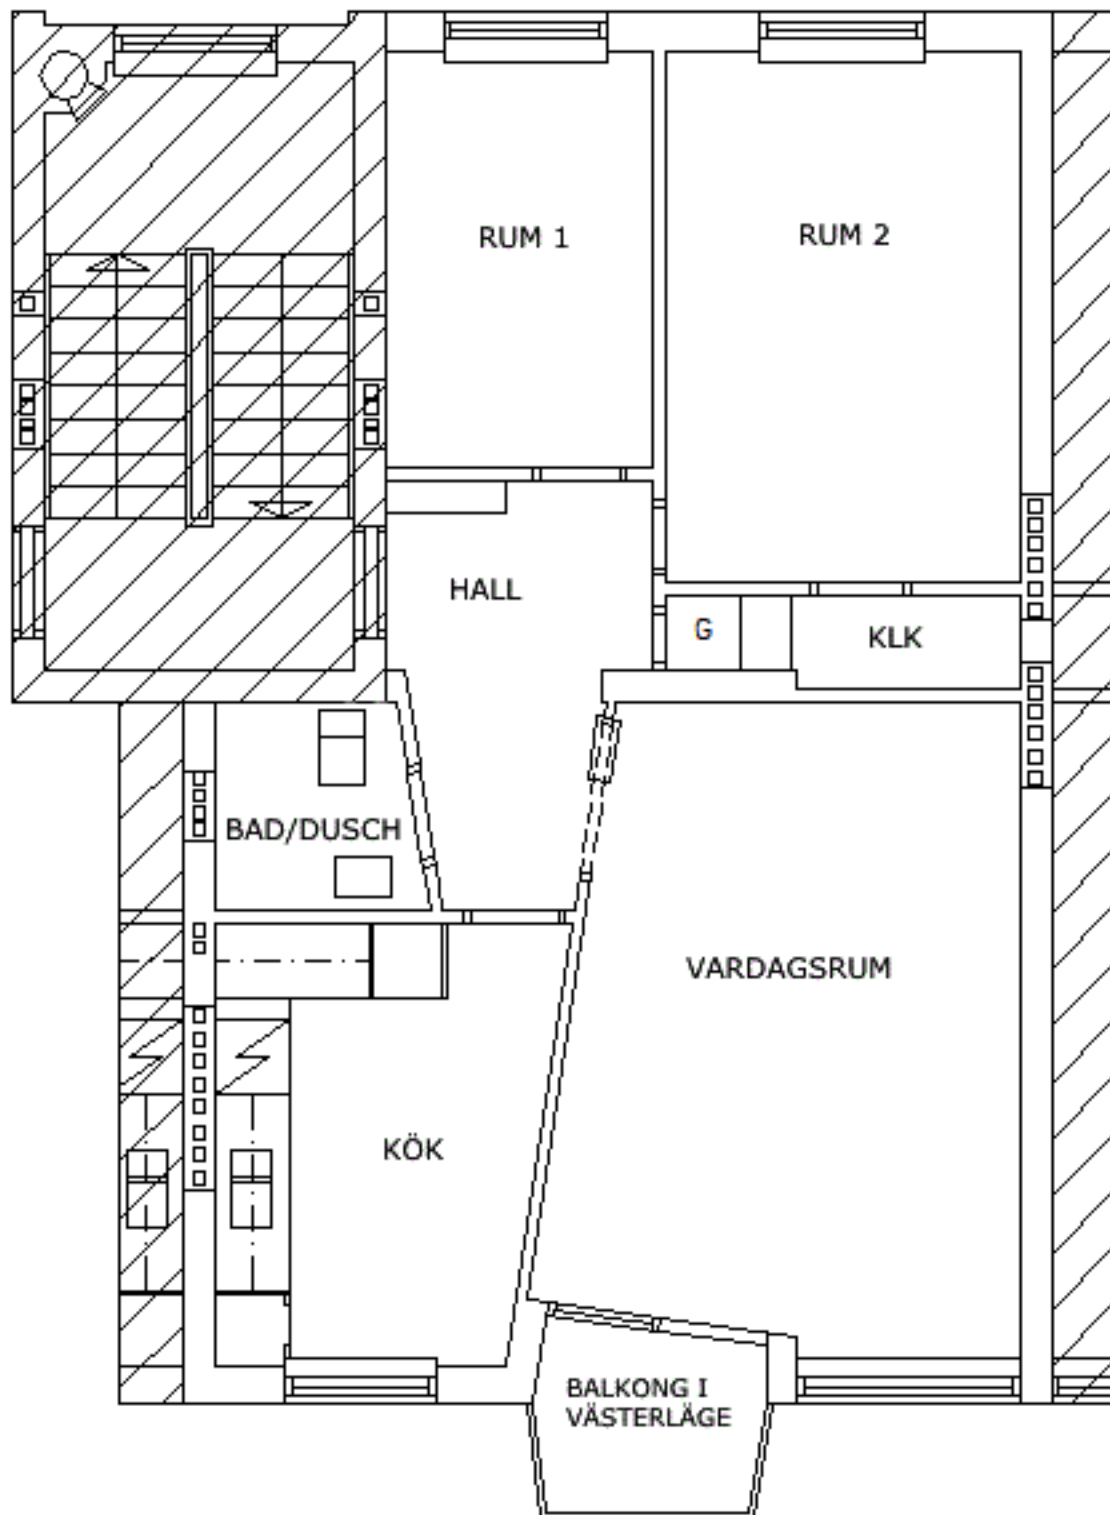 RUM 1
RUM 2
HALL
G
KLK
BAD/DUSCH
VARDAGSRUM
KÖK
BALKONG I
VÄSTERLÄGE